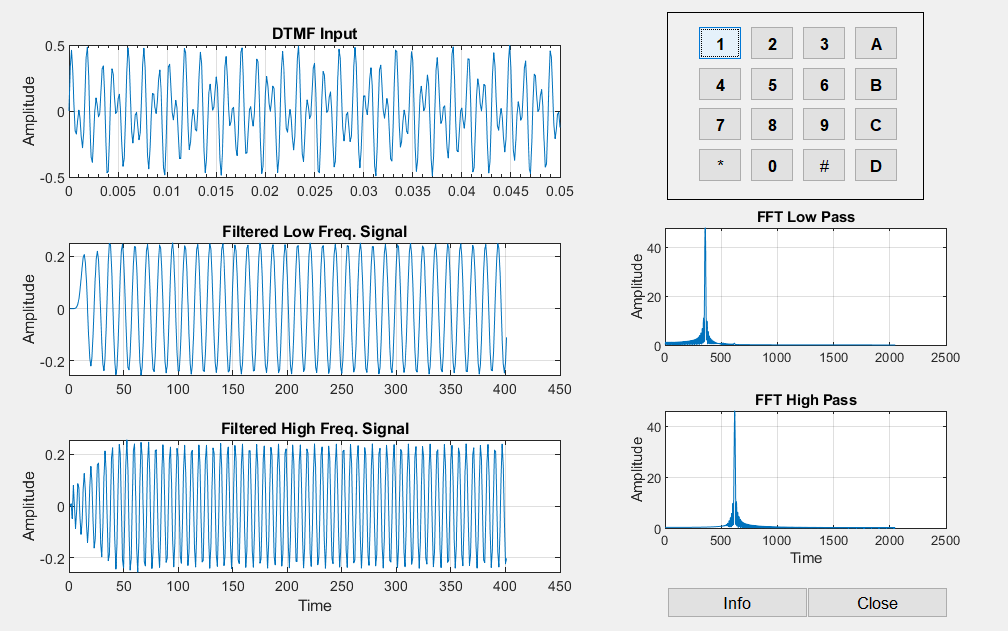 DTMF Input
Amplitude
0.5
0
-0.5
0 0.005 0.01 0.015 0.02 0.025 0.03 0.035 0.04 0.045 0.05
Filtered Low Freq. Signal
Amplitude
0.2
0
-0.2
0 50 100 150 200 250 300 350 400 450
Filtered High Freq. Signal
Amplitude
0.2
0
-0.2
0 50 100 150 200 250 300 350 400 450
Time
1 2 3 A
4 5 6 B
7 8 9 C
* 0 # D
FFT Low Pass
Amplitude
40
20
0
0 500 1000 1500 2000 2500
FFT High Pass
Amplitude
40
20
0
0 500 1000 1500 2000 2500
Time
Info Close